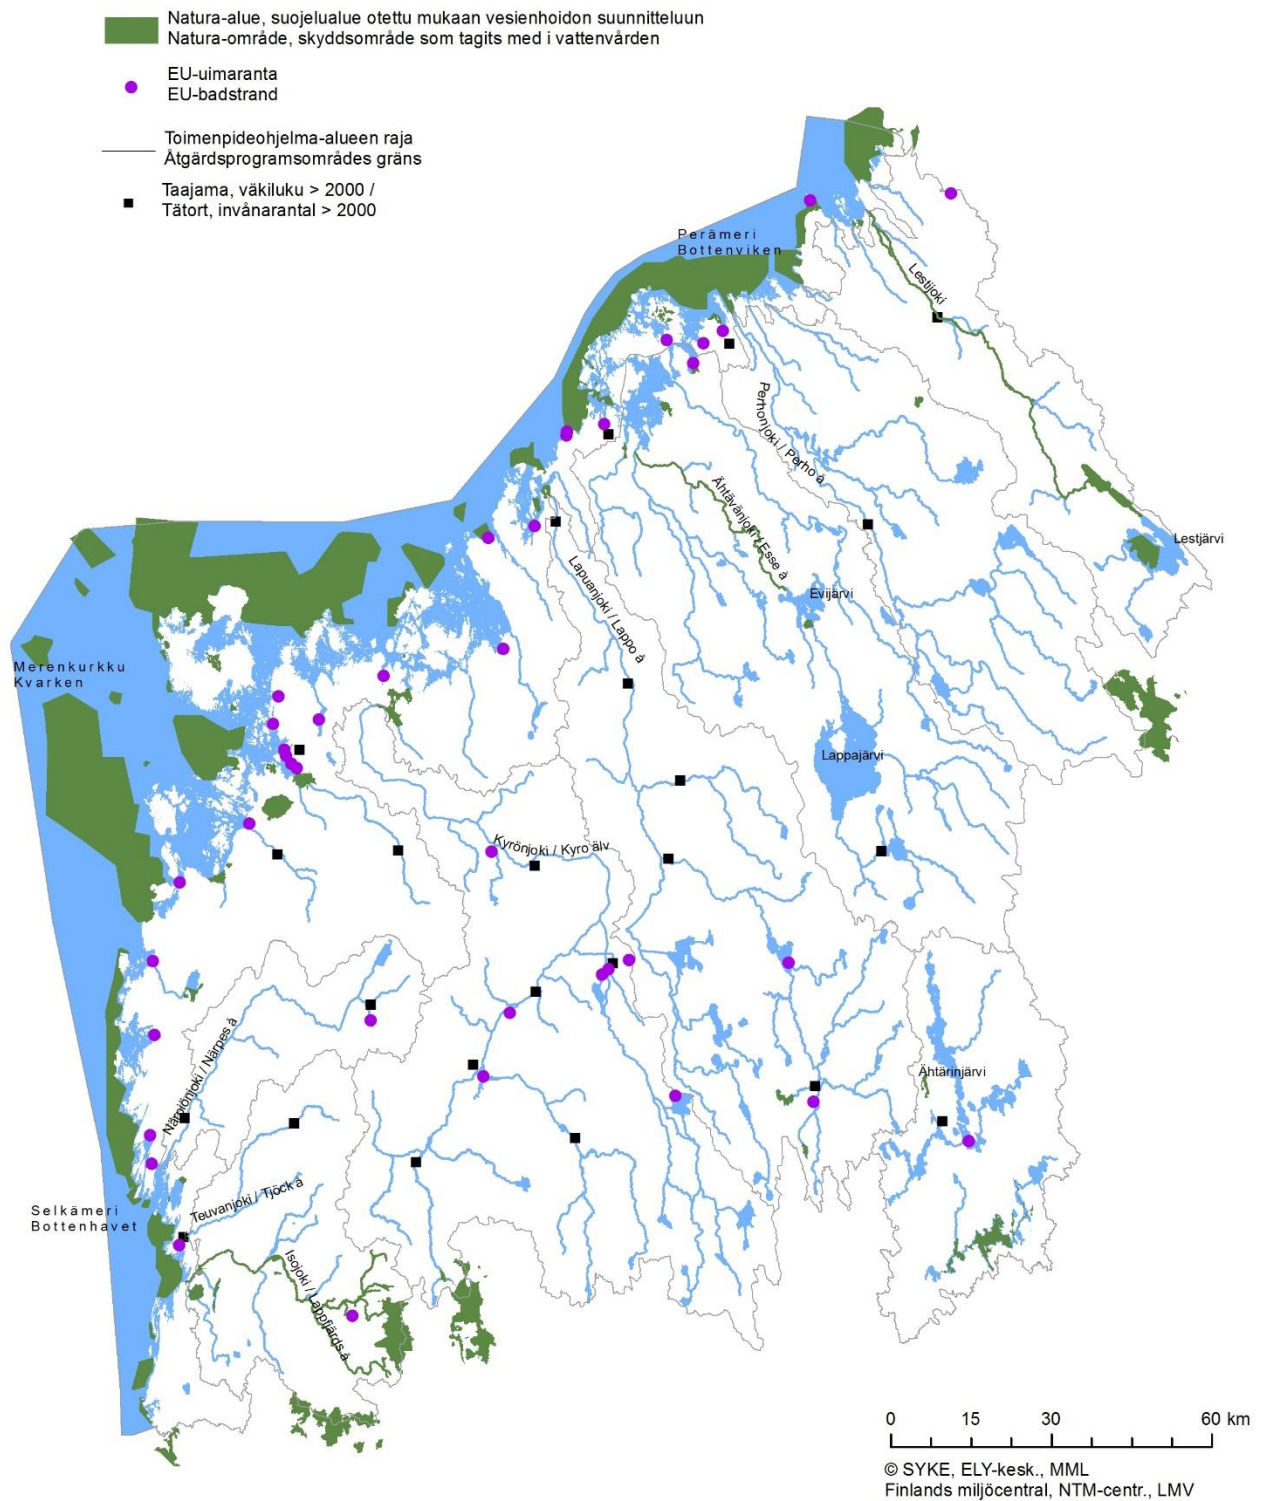 Natura-alue, suojelualue otettu mukaan vesienhoidon suunnitteluun
Natura-område, skyddsområde som tagits med i vattenvården
EU-uimaranta
EU-badstrand
Toimenpideohjelma-alueen raja
Åtgärdsprogramsområdes gräns
Taajama, väkiluku > 2000 /
Tätort, invånarantal > 2000
Perämeri
Bottenviken
Lestijoki
Perhonjoki / Perho å
Ähtävänjoki / Esse å
Lestjärvi
Lapuanjoki / Lappo å
Evijärvi
Merenkurkku
Kvarken
Lappajärvi
Kyrönjoki / Kyro älv
Närpiönjoki / Närpes å
Ähtärinjärvi
Teuvanjoki / Tjöck å
Selkämeri
Bottenhavet
Isojoki / Lappfjärds å
0 15 30 60 km
© SYKE, ELY-kesk., MML
Finlands miljöcentral, NTM-centr., LMV